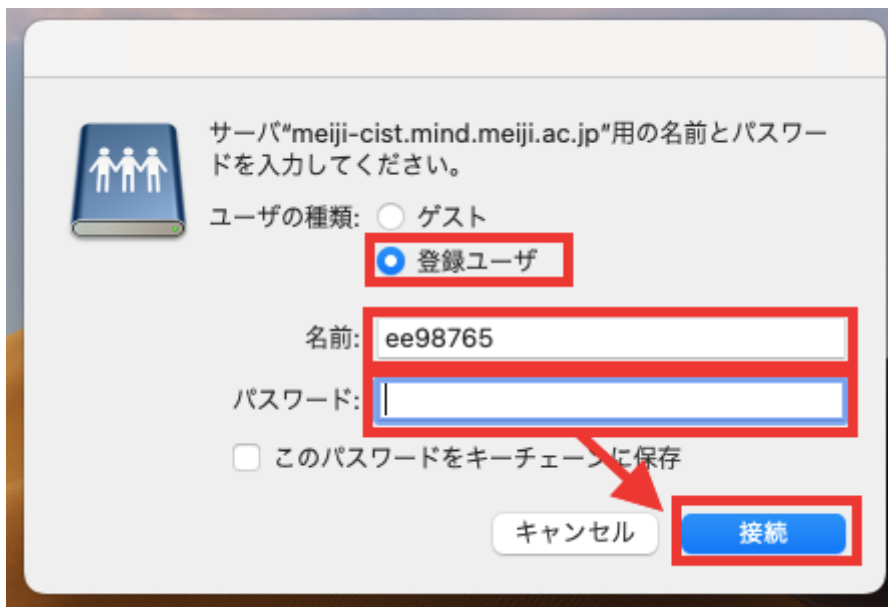 サーバ“meiji-cist.mind.meiji.ac.jp”用の名前とパスワー
ドを入力してください。
ユーザの種類: ゲスト
登録ユーザ
名前: ee98765
パスワード:
このパスワードをキーチェーンに保存
キャンセル 接続